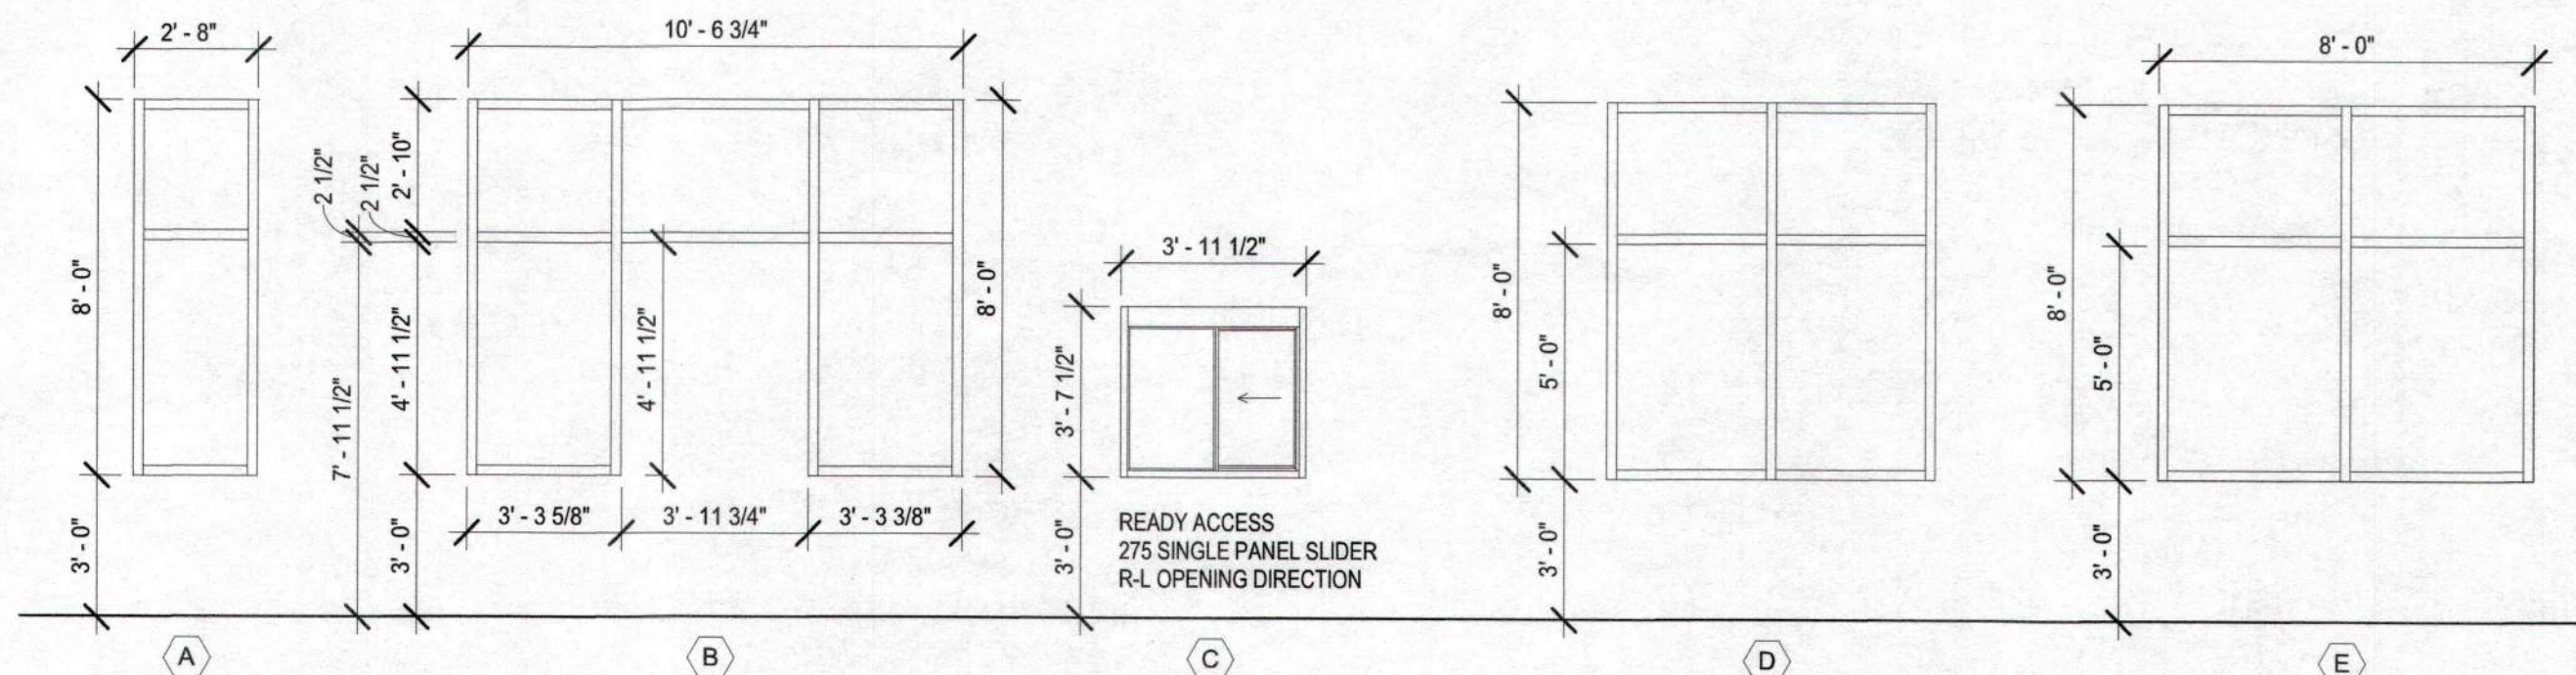 2' - 8"
8' - 0"
3' - 0"
A
10' - 6 3/4"
2 1/2"
2 1/2"
2' - 10"
7' - 11 1/2"
4' - 11 1/2"
3' - 0"
4' - 11 1/2"
8' - 0"
3' - 3 5/8"
3' - 11 3/4"
3' - 3 3/8"
B
3' - 11 1/2"
3' - 7 1/2"
3' - 0"
READY ACCESS
275 SINGLE PANEL SLIDER
R-L OPENING DIRECTION
C
8' - 0"
5' - 0"
3' - 0"
D
8' - 0"
8' - 0"
5' - 0"
3' - 0"
E